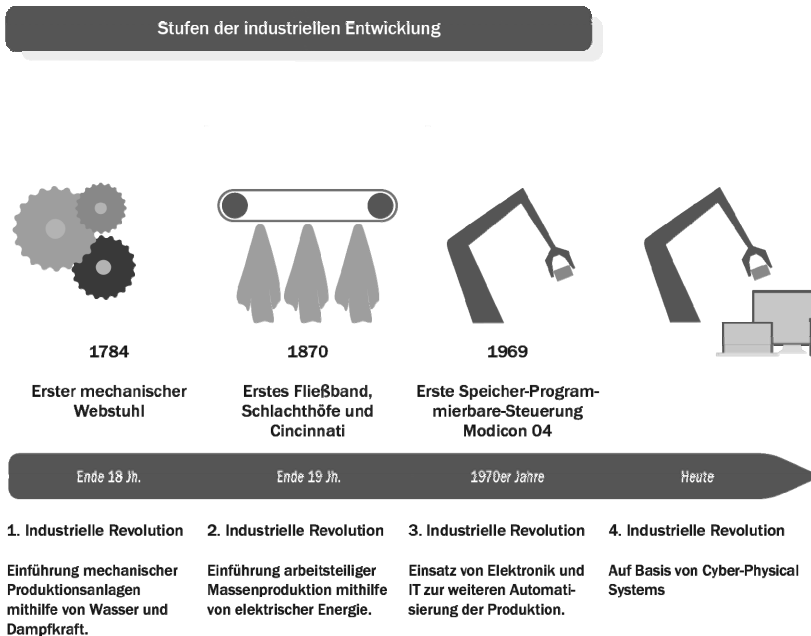 Stufen der industriellen Entwicklung
1784
Erster mechanischer
Webstuhl
1870
Erstes Fließband,
Schlachthöfe und
Cincinnati
1969
Erste Speicher-Program-
mierbare-Steuerung
Modicon 04
Ende 18 Jh.
Ende 19 Jh.
1970er Jahre
Heute
1. Industrielle Revolution
Einführung mechanischer
Produktionsanlagen
mithilfe von Wasser und
Dampfkraft.
2. Industrielle Revolution
Einführung arbeitsteiliger
Massenproduktion mithilfe
von elektrischer Energie.
3. Industrielle Revolution
Einsatz von Elektronik und
IT zur weiteren Automati-
sierung der Produktion.
4. Industrielle Revolution
Auf Basis von Cyber-Physical
Systems